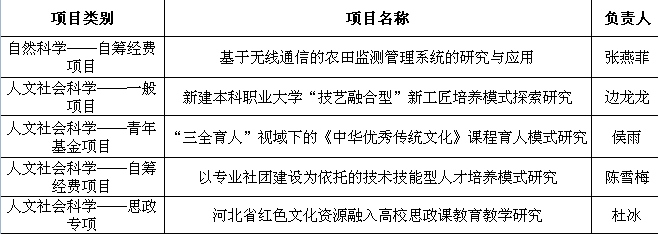 项目类别 项目名称 负责人
自然科学——自筹经费
项目
基于无线通信的农田监测管理系统的研究与应用 张燕菲
人文社会科学——一般
项目
新建本科职业大学“技艺融合型”新工匠培养模式探索研究 边龙龙
人文社会科学——青年
基金项目
“三全育人”视域下的《中华优秀传统文化》课程育人模式研究 侯雨
人文社会科学——自筹
经费项目
以专业社团建设为依托的技术技能型人才培养模式研究 陈雪梅
人文社会科学——思政
专项
河北省红色文化资源融入高校思政课教育教学研究 杜冰